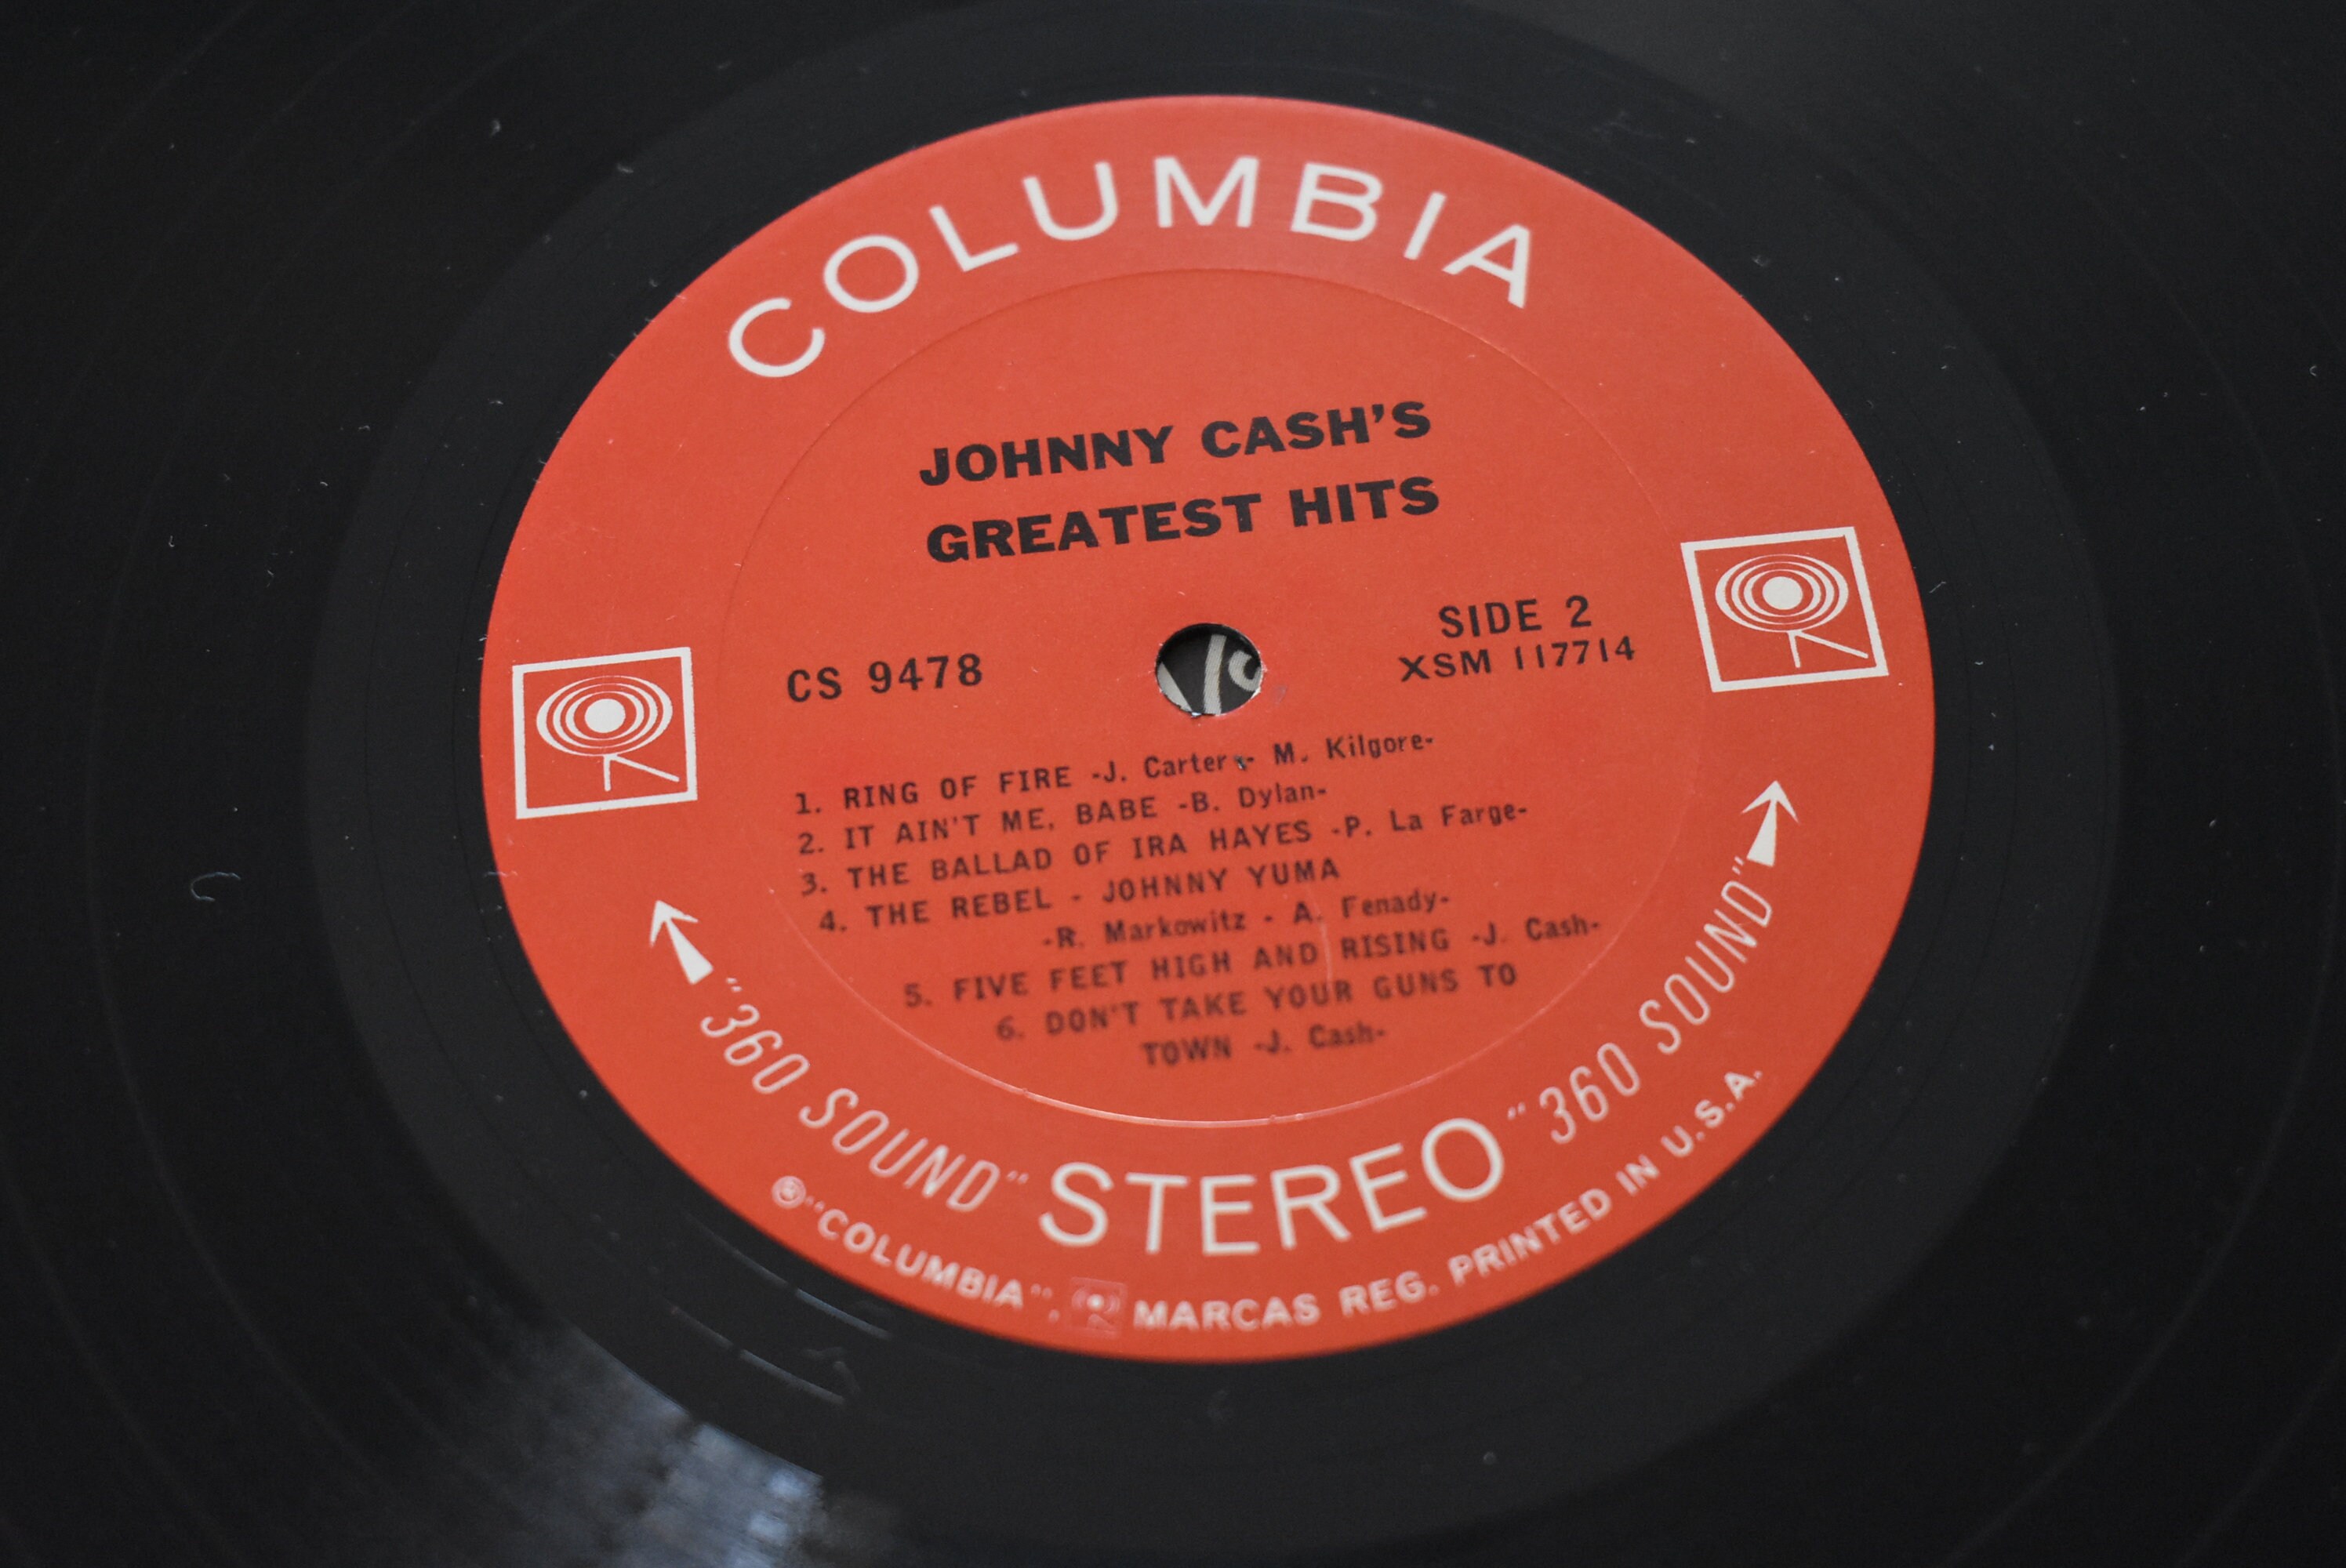 COLUMBIA
JOHNNY CASH'S
GREATEST HITS
CS 9478
SIDE 2
XSM 117714
1. RING OF FIRE -J. Carter - M. Kilgore-
2. IT AIN'T ME, BABE -B. Dylan-
3. THE BALLAD OF IRA HAYES -P. La Farge-
4. THE REBEL - JOHNNY YUMA
-R. Markowitz - A. Fenady-
5. FIVE FEET HIGH AND RISING -J. Cash-
6. DON'T TAKE YOUR GUNS TO
TOWN -J. Cash-
"360 SOUND" STEREO "360 SOUND"
® "COLUMBIA", MARCAS REG. PRINTED IN U.S.A.